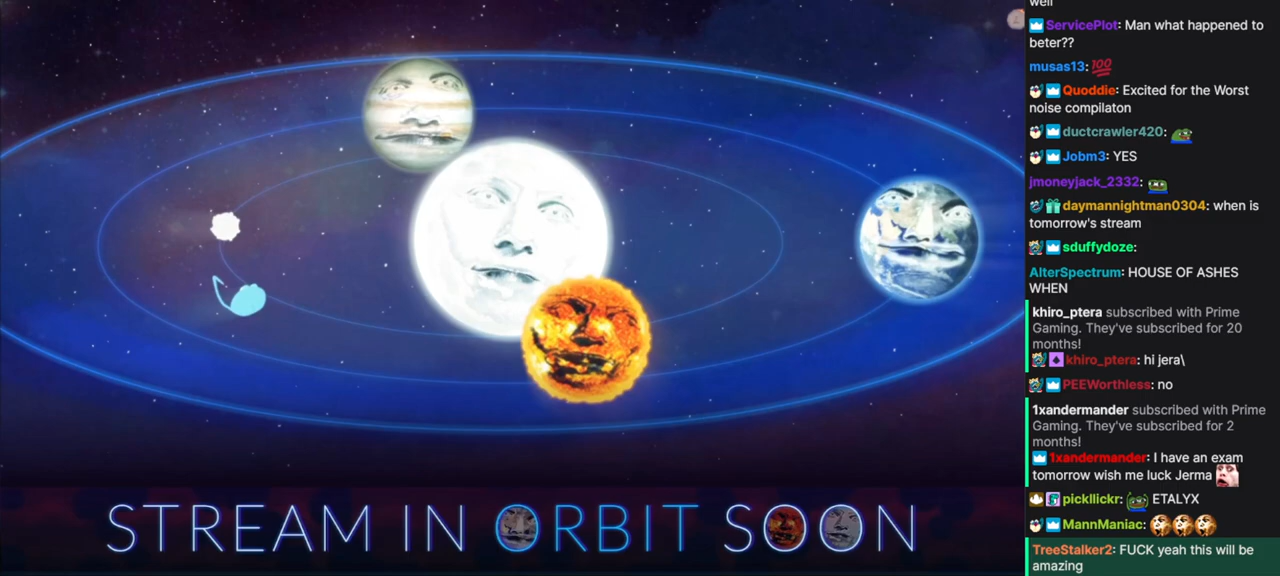 STREAM IN ORBIT SOON
well
ServicePlot: Man what happened to
beter??
musas13: 100
Quoddie: Excited for the Worst
noise compilaton
ductcrawler420:
Jobm3: YES
jmoneyjack_2332:
daymannightman0304: when is
tomorrow's stream
sduffydoze:
AlterSpectrum: HOUSE OF ASHES
WHEN
khiro_ptera subscribed with Prime
Gaming. They've subscribed for 20
months!
khiro_ptera: hi jera\
PEEWorthless: no
1xandermander subscribed with Prime
Gaming. They've subscribed for 2
months!
1xandermander: I have an exam
tomorrow wish me luck Jerma
pickllickr: ETALYX
MannManiac:
TreeStalker2: FUCK yeah this will be
amazing